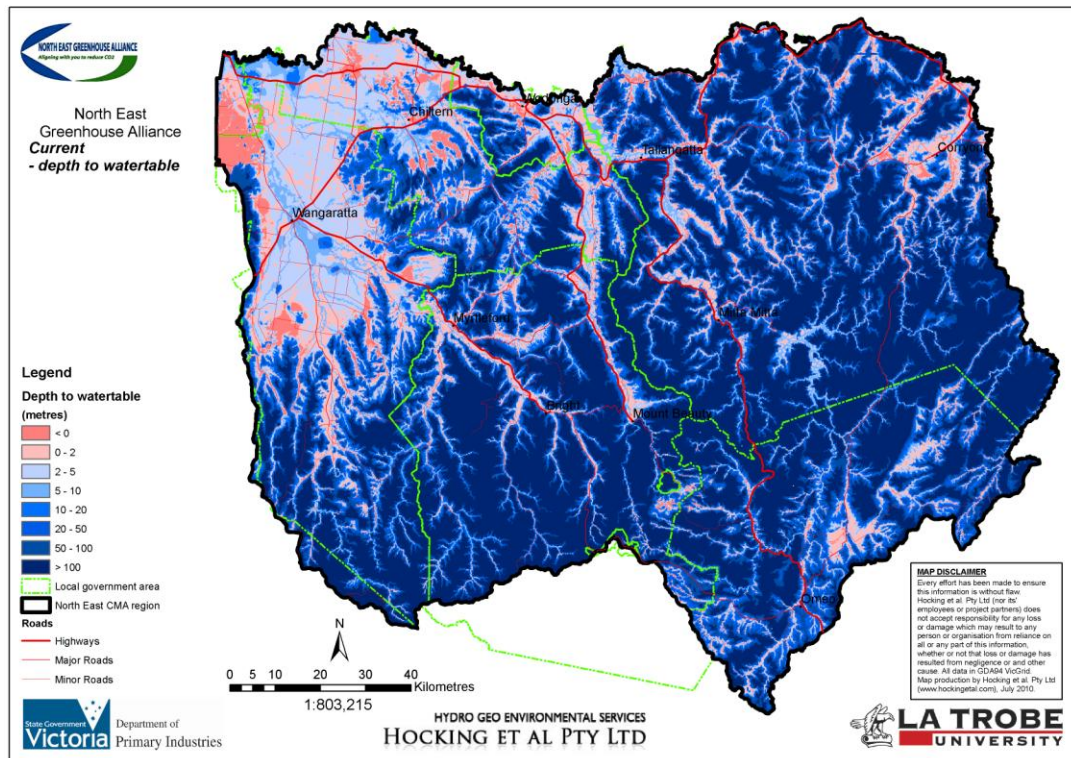 NORTH EAST GREENHOUSE ALLIANCE
Aligning with you to reduce CO2
North East
Greenhouse Alliance
Current
- depth to watertable
Wodonga
Chiltern
Tallangatta
Corryong
Wangaratta
Myrtleford
Mitta Mitta
Bright
Mount Beauty
Omeo
Legend
Depth to watertable
(metres)
< 0
0 - 2
2 - 5
5 - 10
10 - 20
20 - 50
50 - 100
> 100
Local government area
North East CMA region
Roads
Highways
Major Roads
Minor Roads
N
0 5 10 20 30 40
Kilometres
1:803,215
MAP DISCLAIMER
Every effort has been made to ensure
this information is without flaw.
Hocking et al. Pty Ltd (nor its'
employees or project partners) does
not accept responsibility for any loss
or damage which may result to any
person or organisation from reliance on
all or any part of this information,
whether or not that loss or damage has
resulted from negligence or and other
cause. All data in GDA94 VicGrid.
Map production by Hocking et al. Pty Ltd
(www.hockingetal.com), July 2010.
State Government
Victoria
Department of
Primary Industries
HYDRO GEO ENVIRONMENTAL SERVICES
HOCKING ET AL PTY LTD
LA TROBE
UNIVERSITY